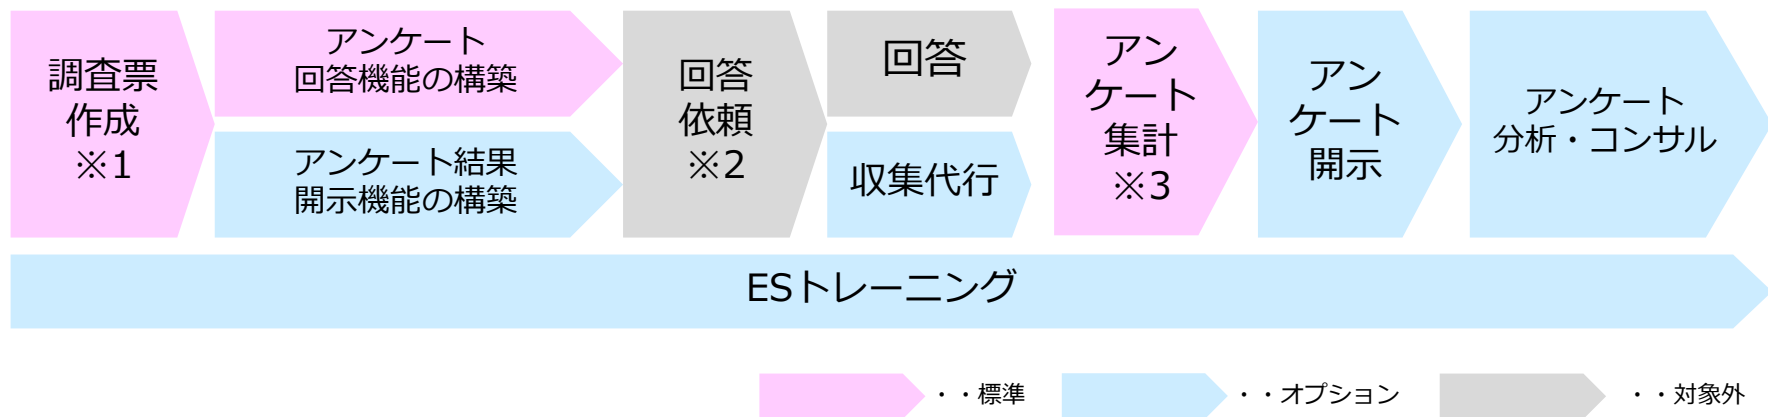 調査票
作成
※1
アンケート
回答機能の構築
アンケート結果
開示機能の構築
回答
依頼
※2
回答
収集代行
アン
ケート
集計
※3
アン
ケート
開示
アンケート
分析・コンサル
ESトレーニング
・・標準
・・オプション
・・対象外